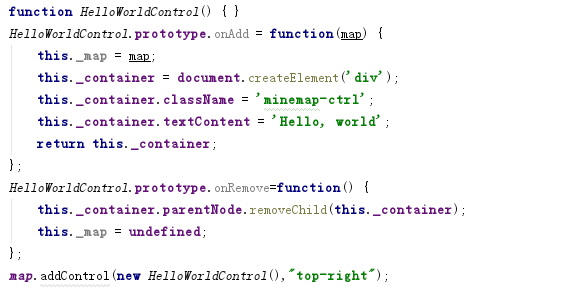 function HelloWorldControl() { }
HelloWorldControl.prototype.onAdd = function(map) {
    this._map = map;
    this._container = document.createElement('div');
    this._container.className = 'minemap-ctrl';
    this._container.textContent = 'Hello, world';
    return this._container;
};
HelloWorldControl.prototype.onRemove=function() {
    this._container.parentNode.removeChild(this._container);
    this._map = undefined;
};
map.addControl(new HelloWorldControl(),"top-right");